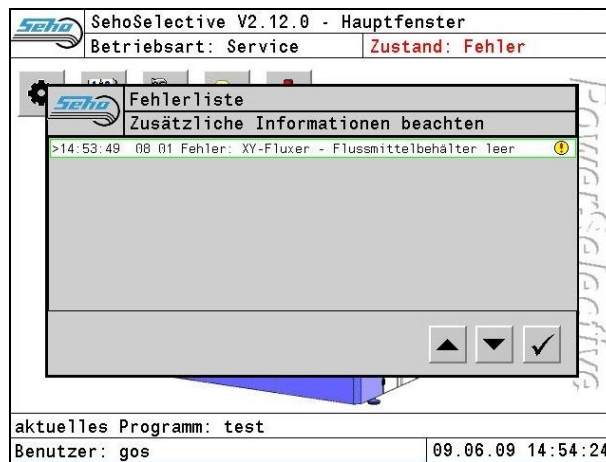 Seho
SehoSelective V2.12.0 - Hauptfenster
Betriebsart: Service
Zustand: Fehler
Seho
Fehlerliste
Zusätzliche Informationen beachten
>14:53:49 08 01 Fehler: XY-Fluxer - Flussmittelbehälter leer
Powerselective
aktuelles Programm: test
Benutzer: gos
09.06.09 14:54:24